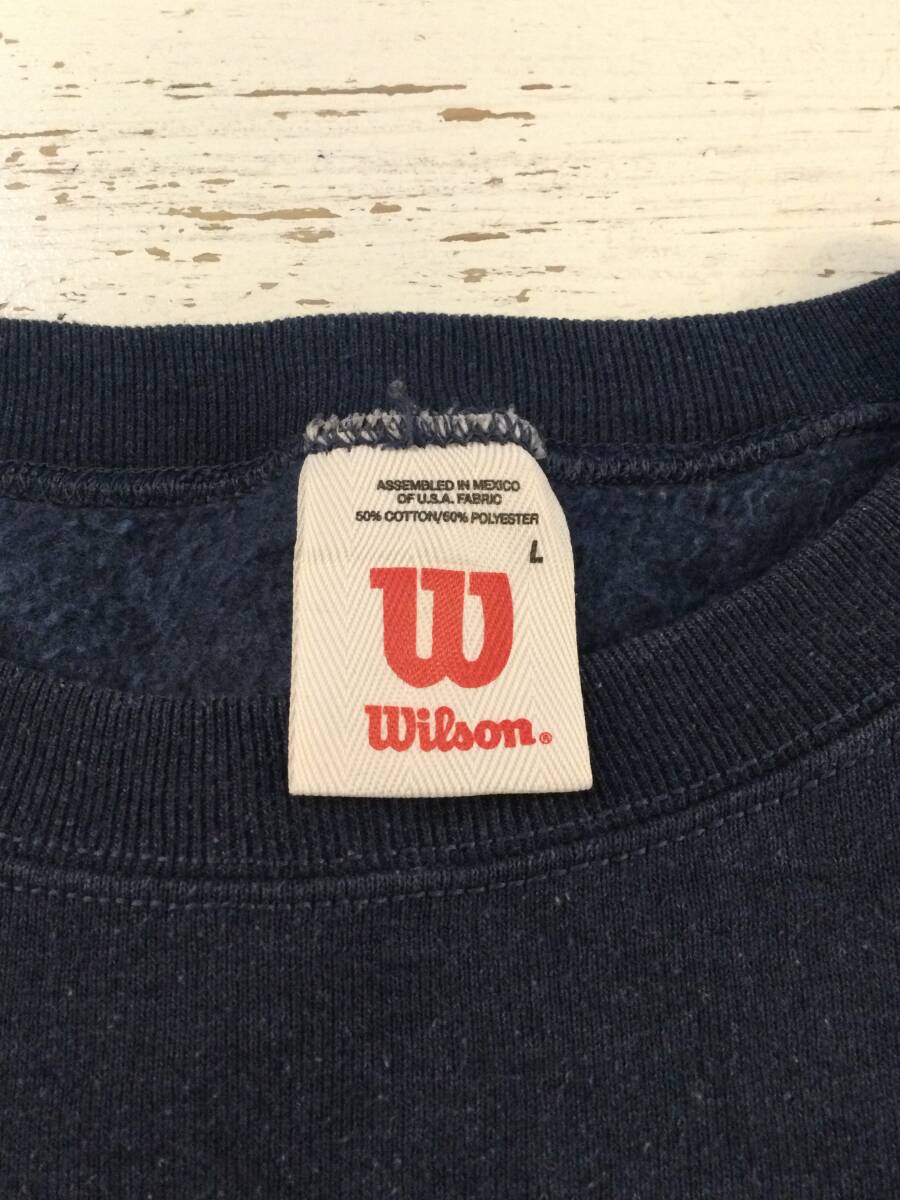 ASSEMBLED IN MEXICO
OF U.S.A. FABRIC
50% COTTON/50% POLYESTER
L
W
Wilson®